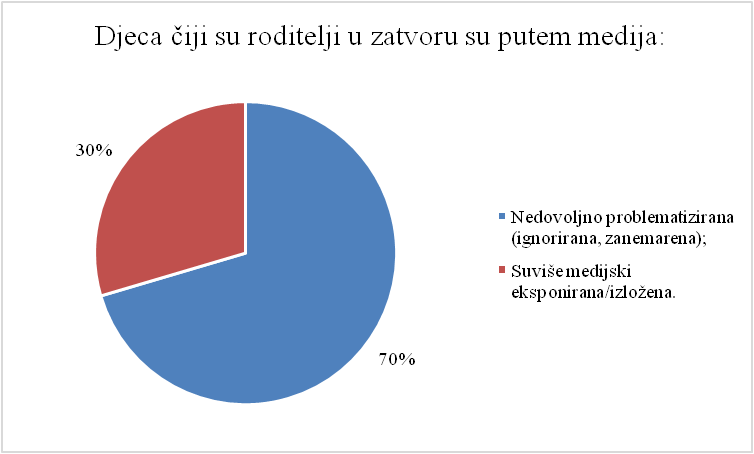 Djeca čiji su roditelji u zatvoru su putem medija:
30%
70%
Nedovoljno problematizirana
(ignorirana, zanemarena);
Suviše medijski
eksponirana/izložena.